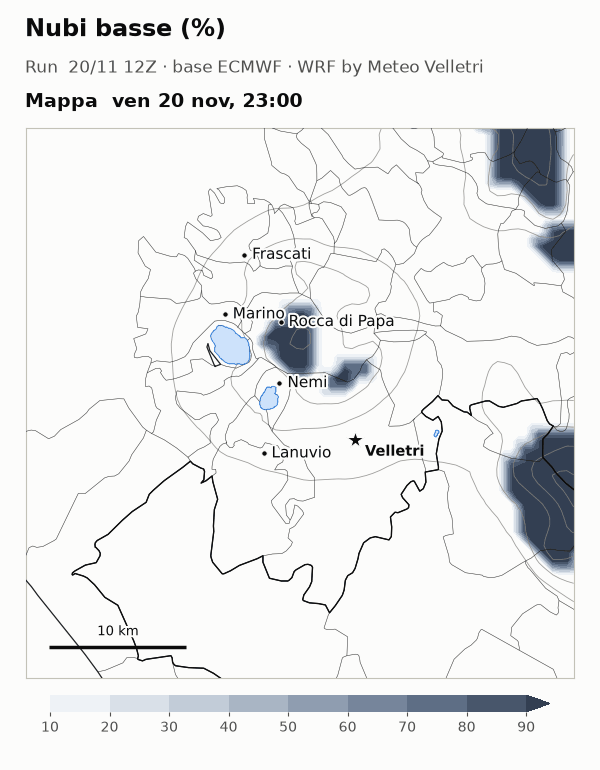 Nubi basse (%)
Run  20/11 12Z · base ECMWF · WRF by Meteo Velletri
Mappa  ven 20 nov, 23:00
Frascati
Marino
Rocca di Papa
Nemi
Velletri
Lanuvio
10 km
10 20 30 40 50 60 70 80 90